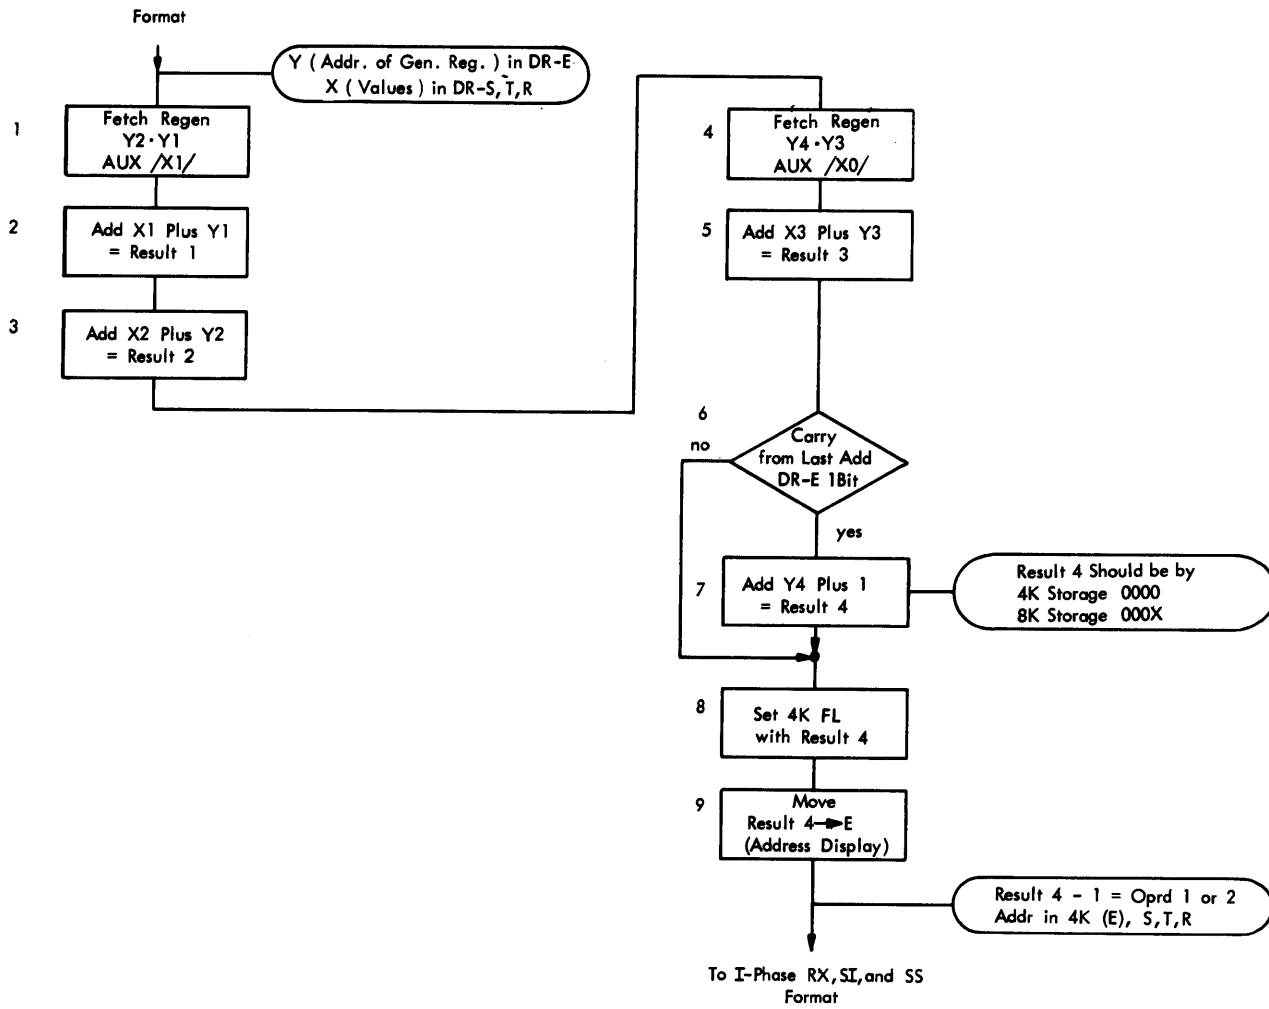 Format
Y ( Addr. of Gen. Reg. ) in DR-E
X ( Values ) in DR-S, T, R
1
Fetch Regen
Y2·Y1
AUX /X1/
2
Add X1 Plus Y1
= Result 1
3
Add X2 Plus Y2
= Result 2
4
Fetch Regen
Y4·Y3
AUX /X0/
5
Add X3 Plus Y3
= Result 3
6
no
Carry
from Last Add
DR-E 1Bit
yes
7
Add Y4 Plus 1
= Result 4
Result 4 Should be by
4K Storage 0000
8K Storage 000X
8
Set 4K FL
with Result 4
9
Move
Result 4→E
(Address Display)
Result 4 - 1 = Oprd 1 or 2
Addr in 4K (E), S,T,R
To I-Phase RX,SI,and SS
Format